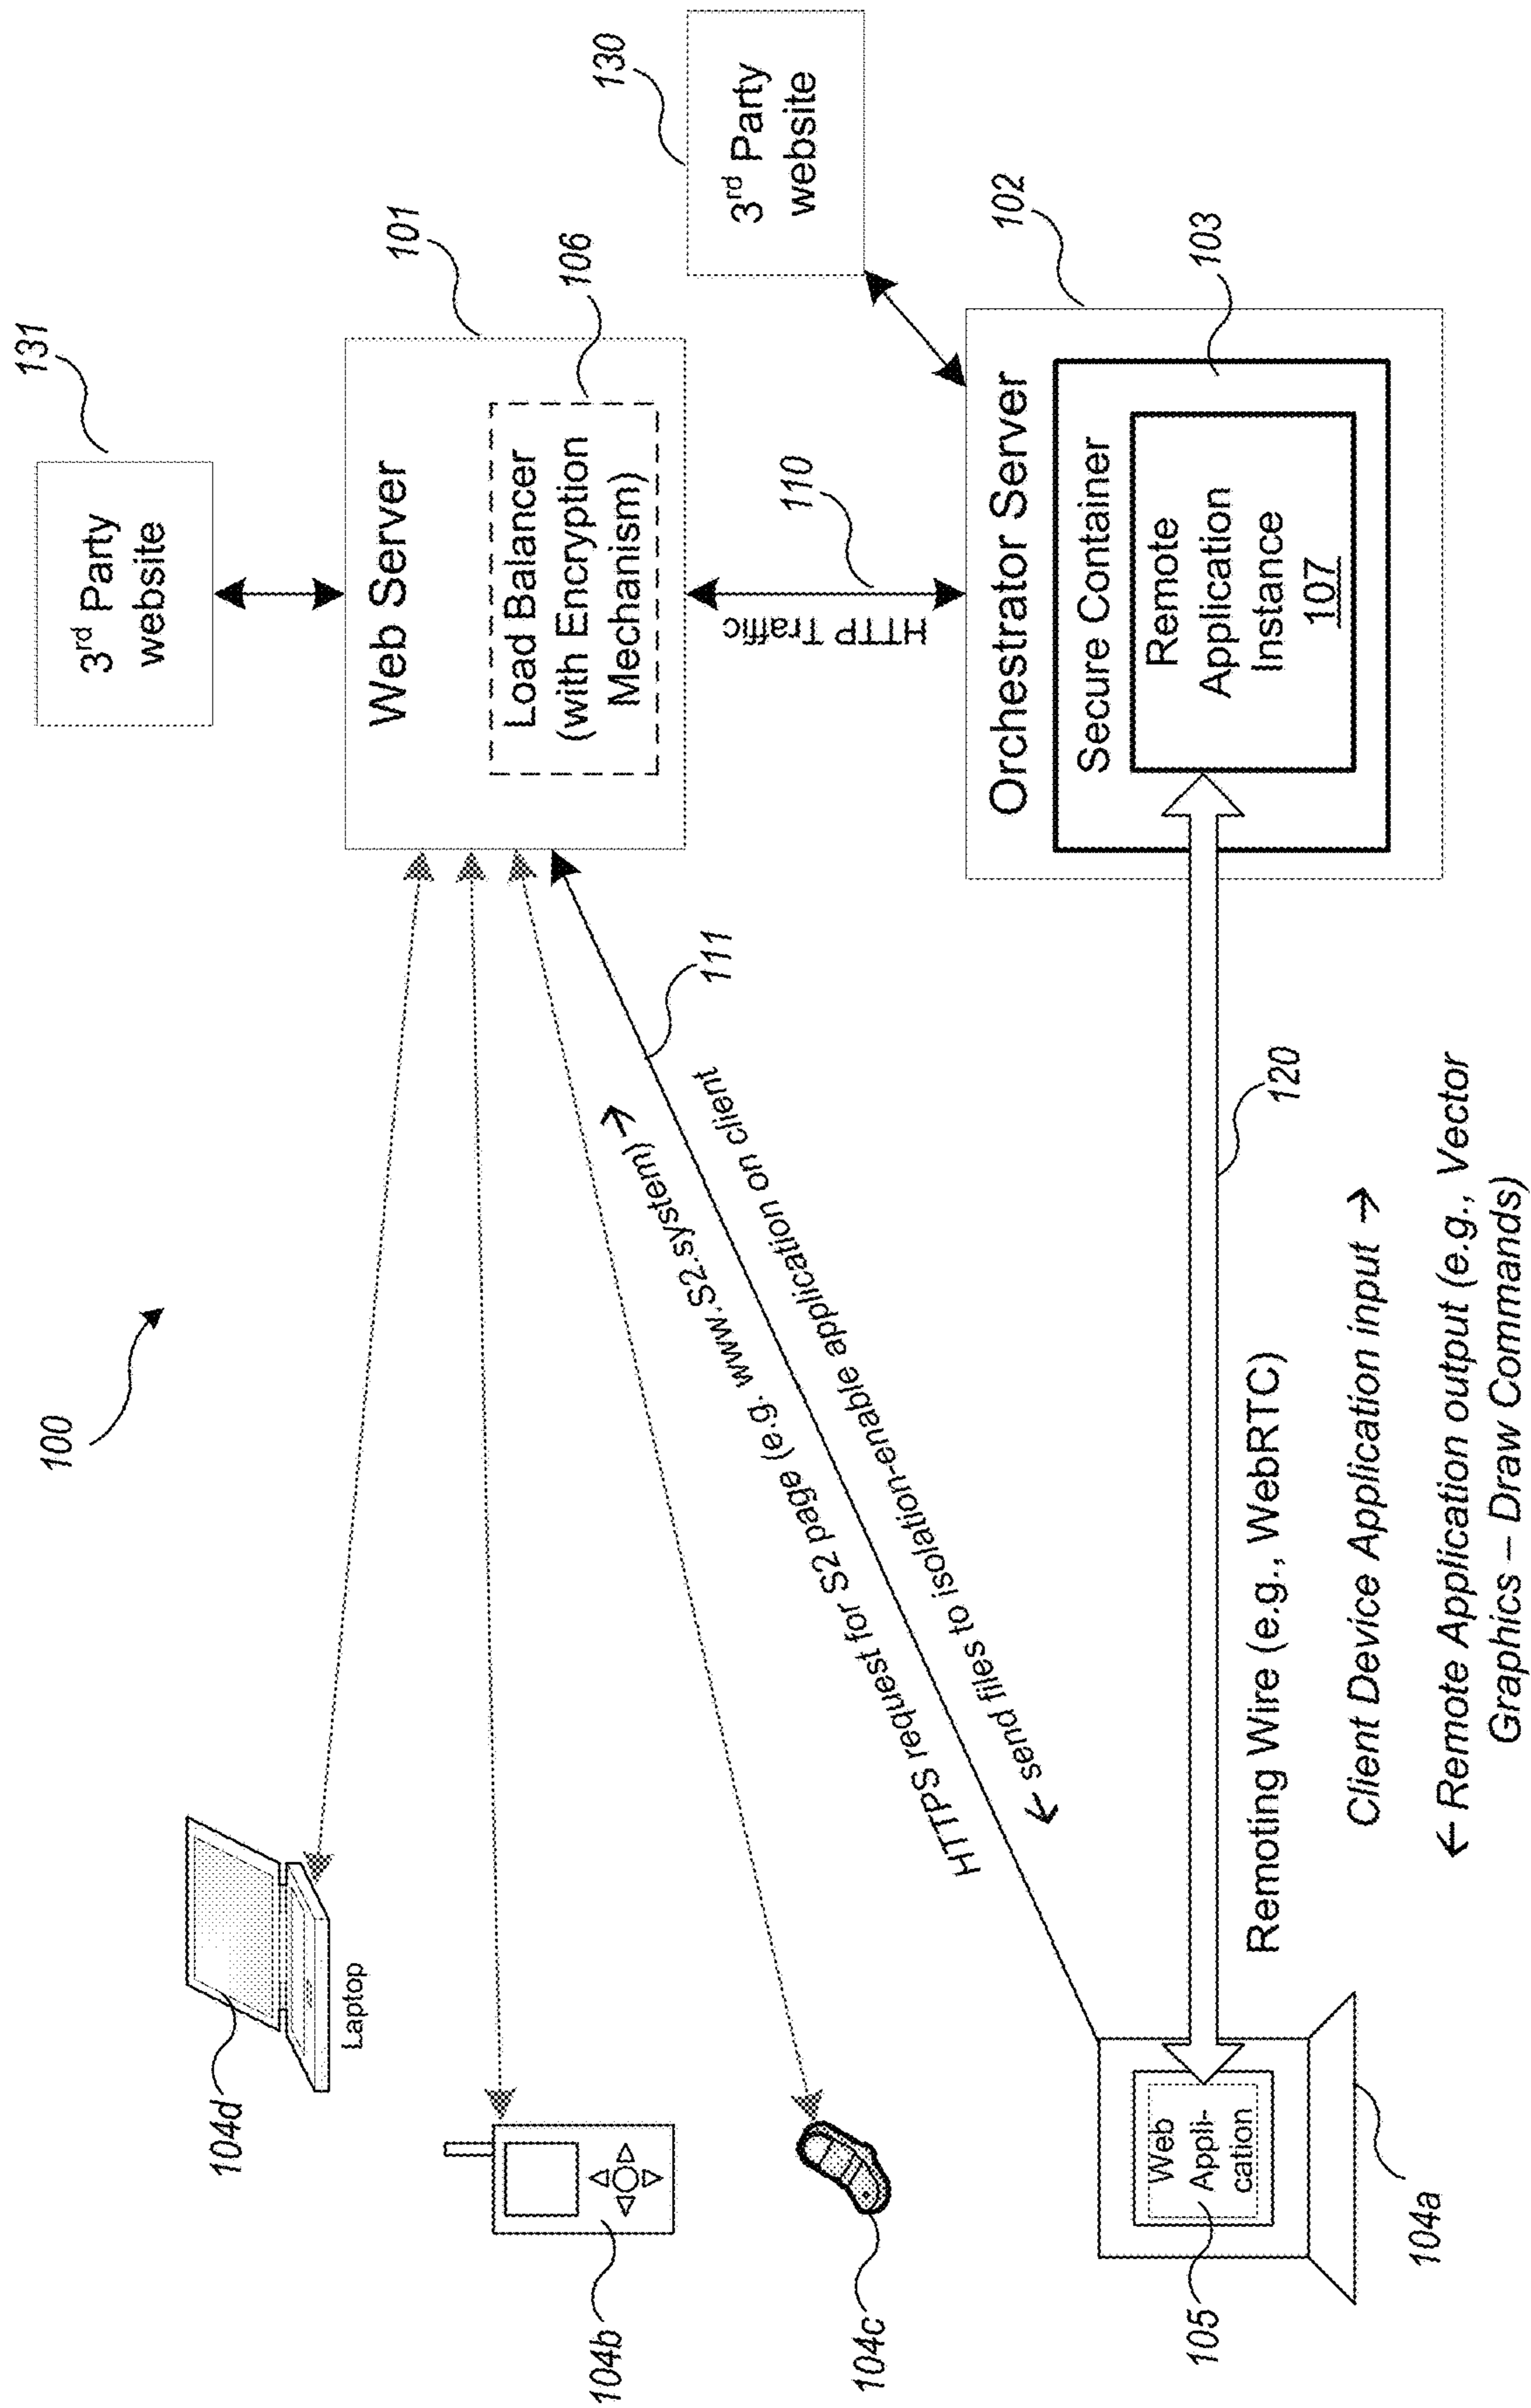 100
131
3rd Party
website
101
Web Server
106
Load Balancer
(with Encryption
Mechanism)
130
3rd Party
website
110
HTTP Traffic
102
Orchestrator Server
103
Secure Container
Remote
Application
Instance
107
104d
Laptop
104b
104c
111
HTTPS request for S2 page (e.g. www.S2.system) →
← send files to isolation-enable application on client
105
Web
Appli-
cation
104a
120
Remoting Wire (e.g., WebRTC)
Client Device Application input →
← Remote Application output (e.g., Vector
Graphics – Draw Commands)